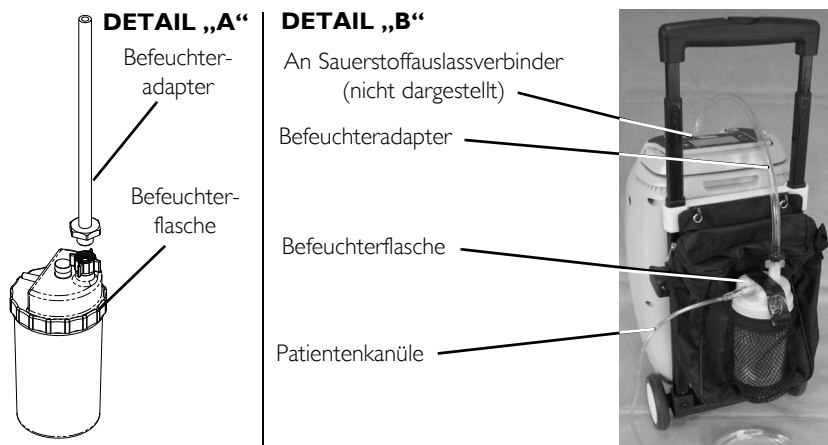 DETAIL „A“
Befeuchter-
adapter
Befeuchter-
flasche
DETAIL „B“
An Sauerstoffauslassverbinder
(nicht dargestellt)
Befeuchteradapter
Befeuchterflasche
Patientenkanüle